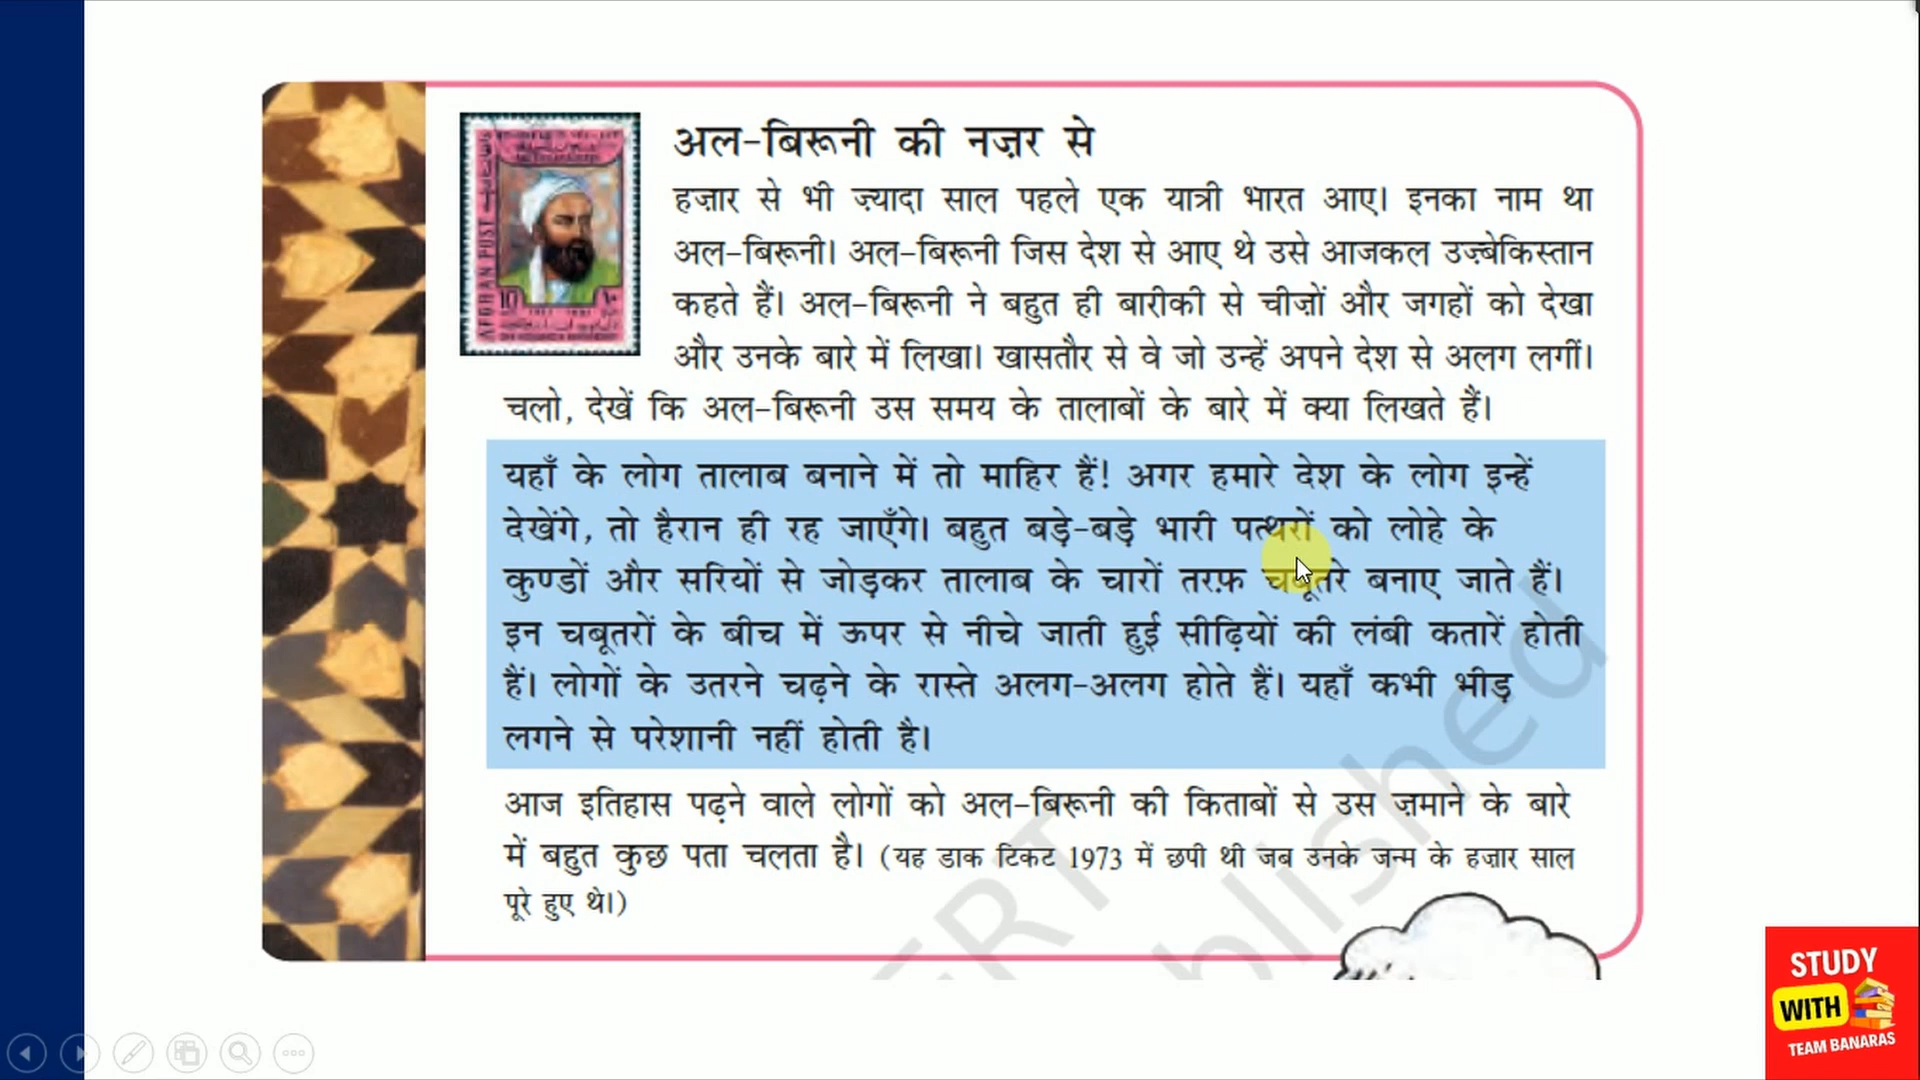 अल-बिरूनी की नज़र से
हज़ार से भी ज़्यादा साल पहले एक यात्री भारत आए। इनका नाम था
अल-बिरूनी। अल-बिरूनी जिस देश से आए थे उसे आजकल उज़्बेकिस्तान
कहते हैं। अल-बिरूनी ने बहुत ही बारीकी से चीज़ों और जगहों को देखा
और उनके बारे में लिखा। खासतौर से वे जो उन्हें अपने देश से अलग लगीं।
चलो, देखें कि अल-बिरूनी उस समय के तालाबों के बारे में क्या लिखते हैं।
यहाँ के लोग तालाब बनाने में तो माहिर हैं! अगर हमारे देश के लोग इन्हें
देखेंगे, तो हैरान ही रह जाएँगे। बहुत बड़े-बड़े भारी पत्थरों को लोहे के
कुण्डों और सरियों से जोड़कर तालाब के चारों तरफ़ चबूतरे बनाए जाते हैं।
इन चबूतरों के बीच में ऊपर से नीचे जाती हुई सीढ़ियों की लंबी कतारें होती
हैं। लोगों के उतरने चढ़ने के रास्ते अलग-अलग होते हैं। यहाँ कभी भीड़
लगने से परेशानी नहीं होती है।
आज इतिहास पढ़ने वाले लोगों को अल-बिरूनी की किताबों से उस ज़माने के बारे
में बहुत कुछ पता चलता है। (यह डाक टिकट 1973 में छपी थी जब उनके जन्म के हज़ार साल
पूरे हुए थे।)
AFGHAN POST
10
STUDY
WITH
TEAM BANARAS